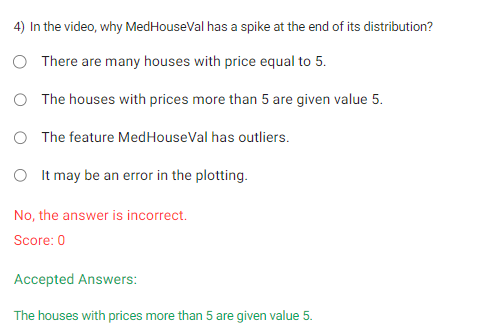 4) In the video, why MedHouseVal has a spike at the end of its distribution?
There are many houses with price equal to 5.
The houses with prices more than 5 are given value 5.
The feature MedHouseVal has outliers.
It may be an error in the plotting.
No, the answer is incorrect.
Score: 0
Accepted Answers:
The houses with prices more than 5 are given value 5.